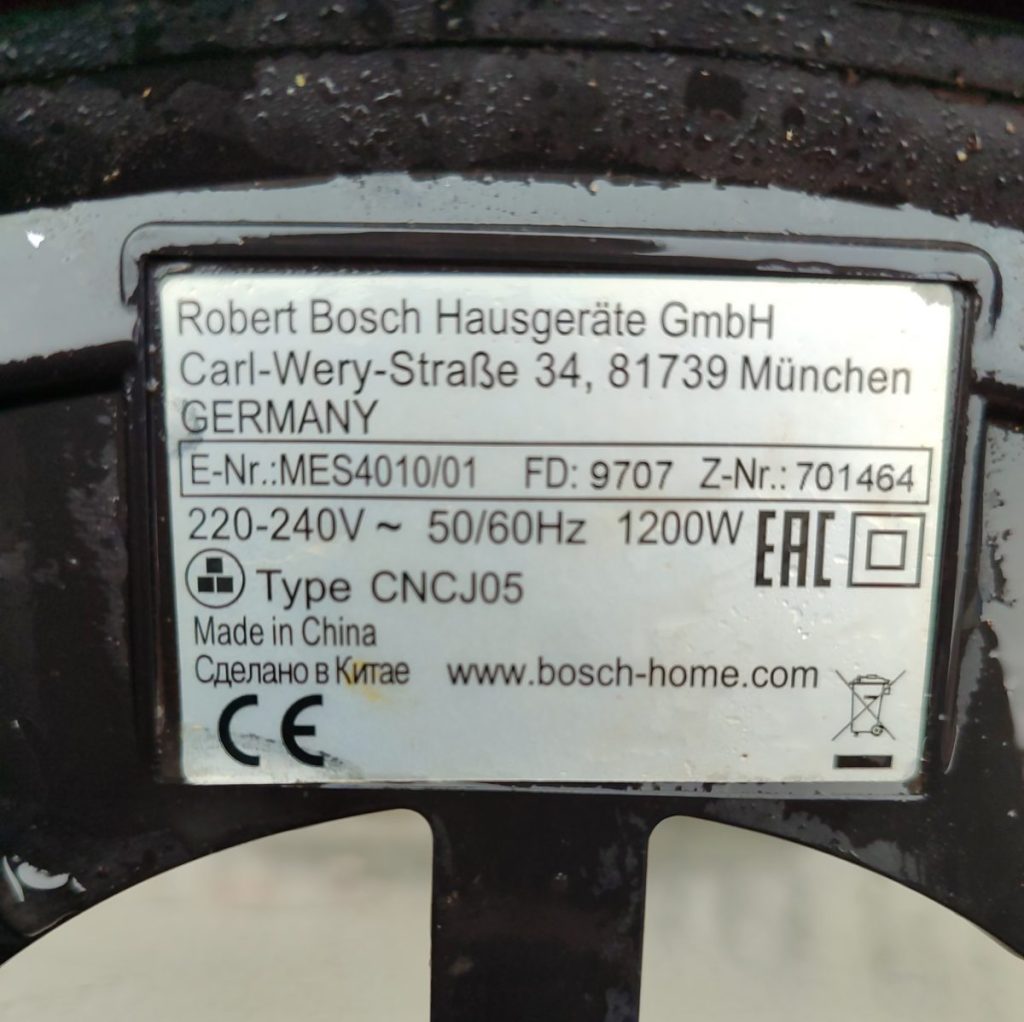 Robert Bosch Hausgeräte GmbH
Carl-Wery-Straße 34, 81739 München
GERMANY
E-Nr.:MES4010/01 FD: 9707 Z-Nr.: 701464
220-240V ~ 50/60Hz 1200W EAC
Type CNCJ05
Made in China
Сделано в Китае www.bosch-home.com
CE